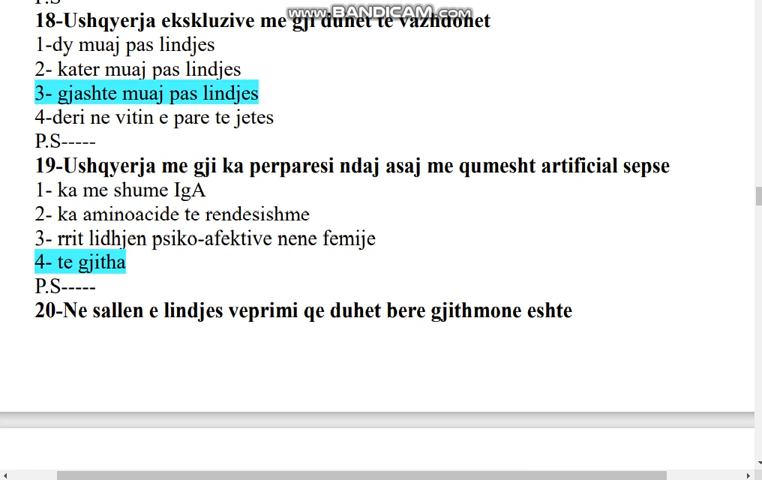 www.BANDICAM.com
18-Ushqyerja ekskluzive me gji duhet te vazhdohet
1-dy muaj pas lindjes
2- kater muaj pas lindjes
3- gjashte muaj pas lindjes
4-deri ne vitin e pare te jetes
P.S-----
19-Ushqyerja me gji ka perparesi ndaj asaj me qumesht artificial sepse
1- ka me shume IgA
2- ka aminoacide te rendesishme
3- rrit lidhjen psiko-afektive nene femije
4- te gjitha
P.S-----
20-Ne sallen e lindjes veprimi qe duhet bere gjithmone eshte